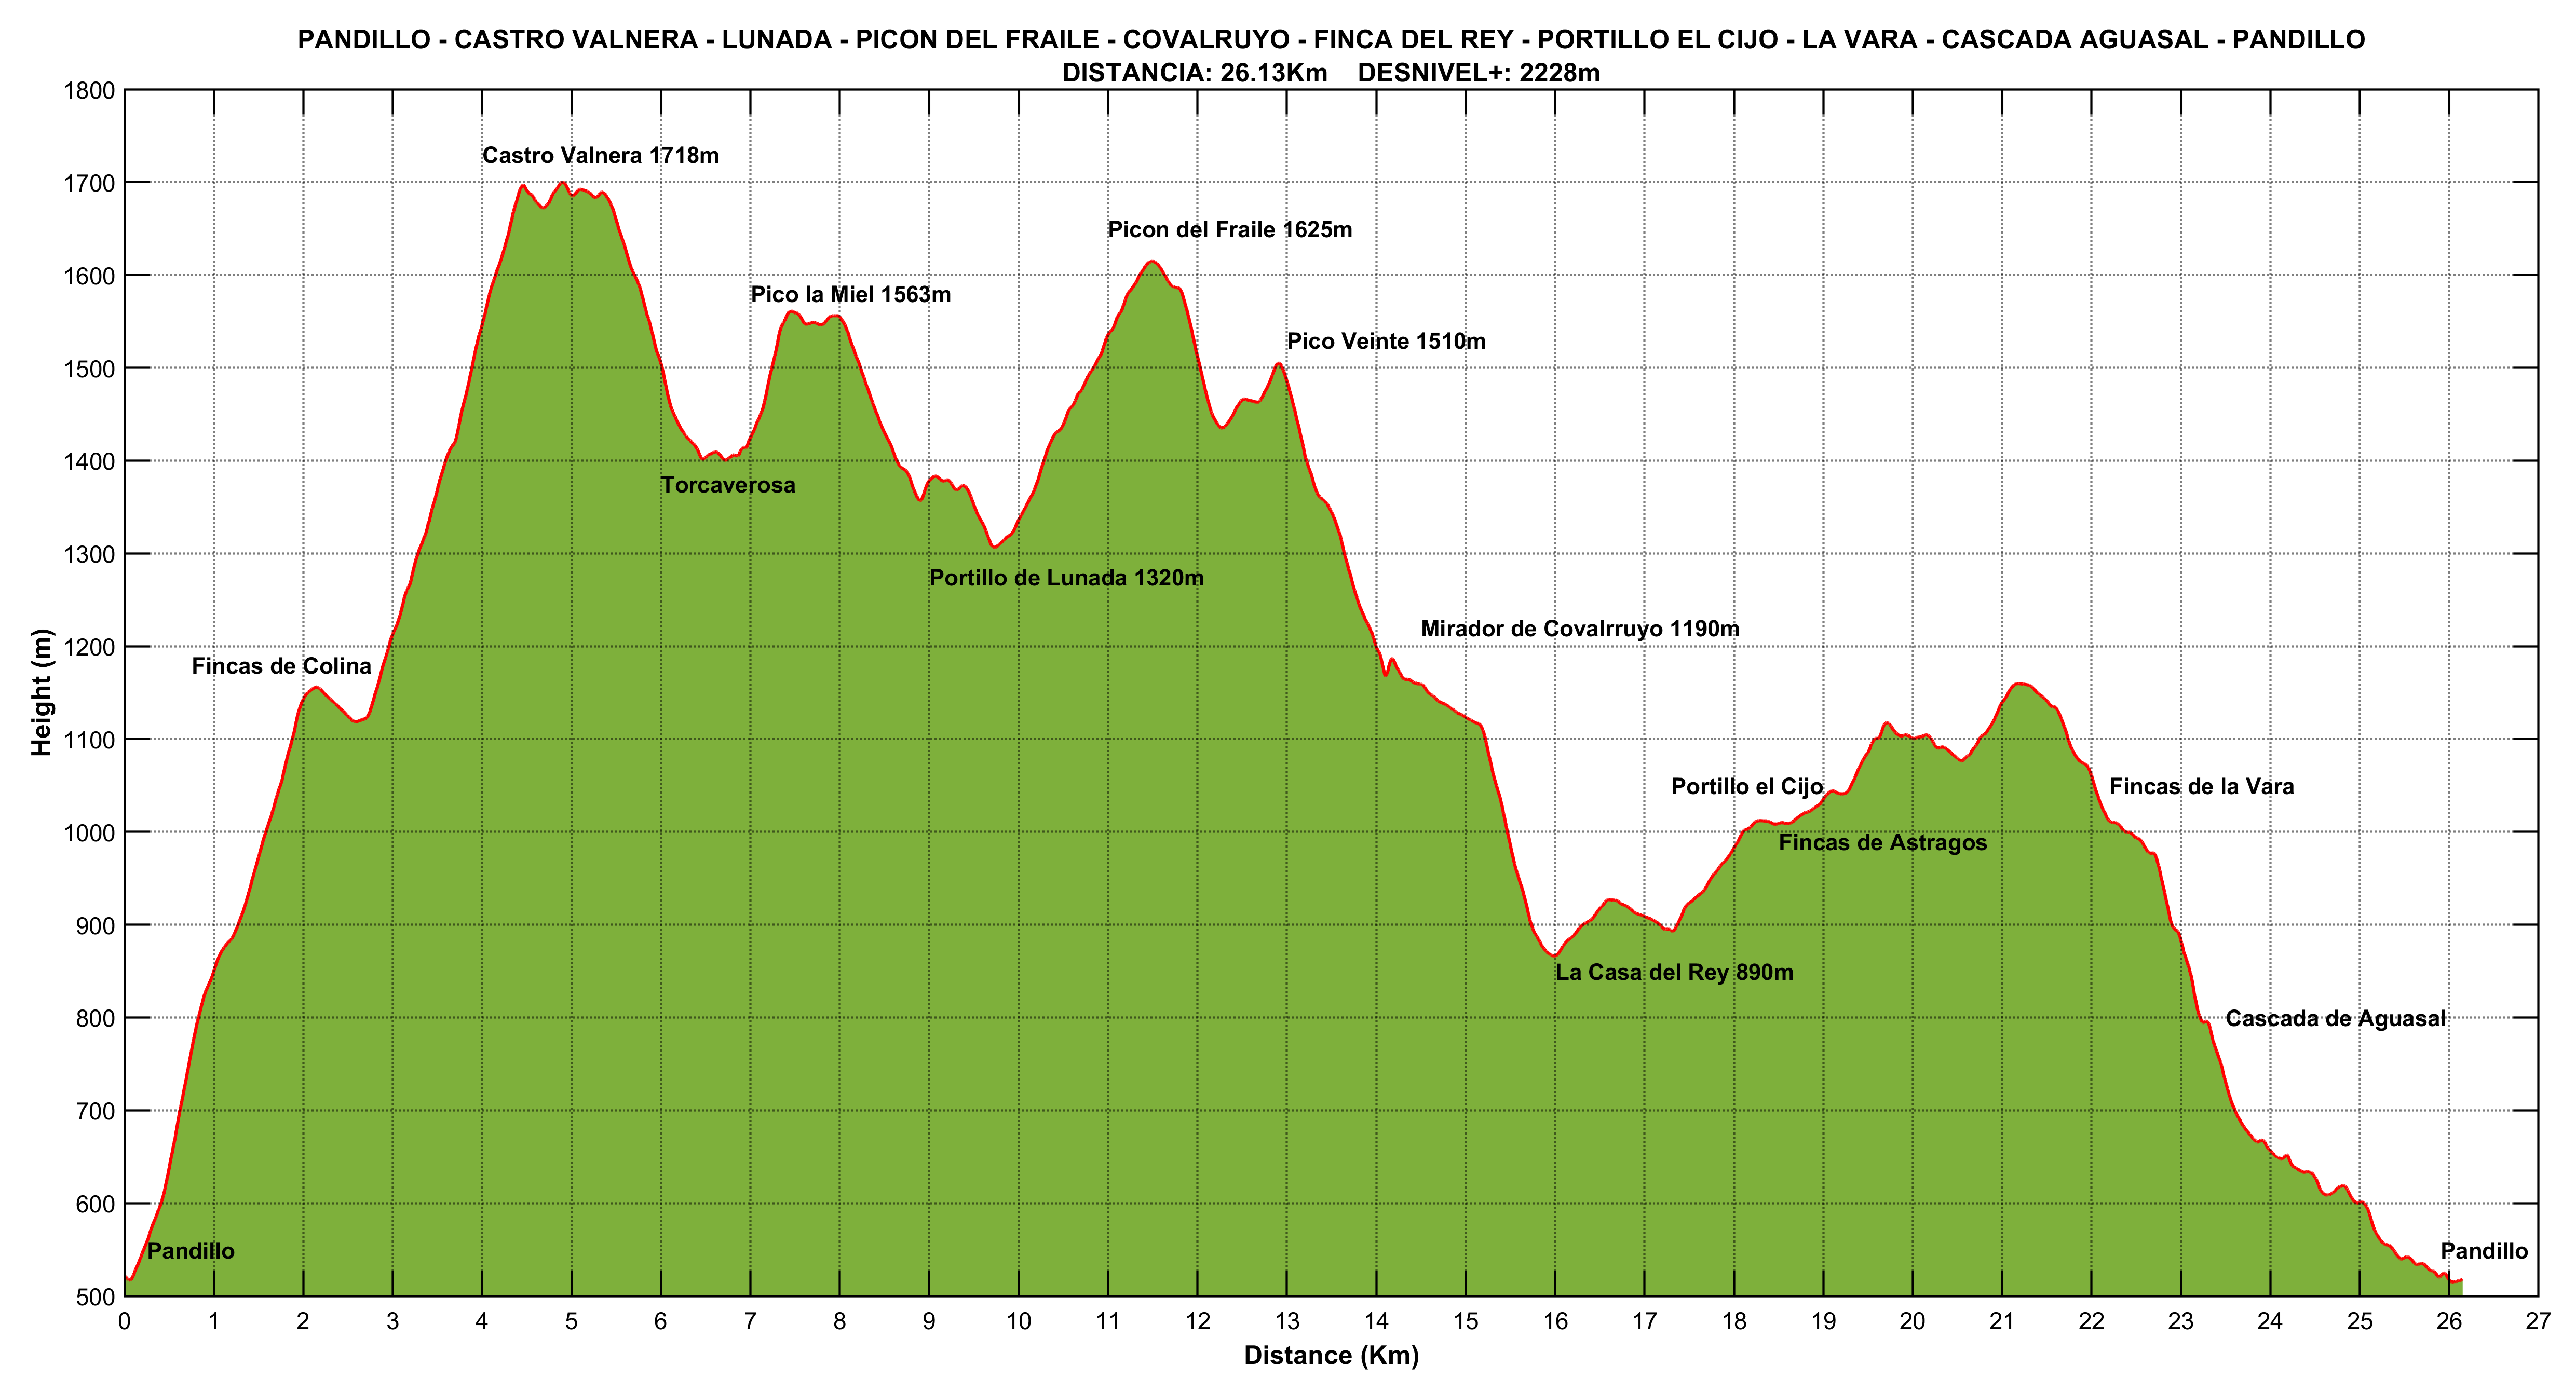 PANDILLO - CASTRO VALNERA - LUNADA - PICON DEL FRAILE - COVALRUYO - FINCA DEL REY - PORTILLO EL CIJO - LA VARA - CASCADA AGUASAL - PANDILLO
DISTANCIA: 26.13Km DESNIVEL+: 2228m
1800
1700
1600
1500
1400
1300
1200
1100
1000
900
800
700
600
500
Height (m)
Castro Valnera 1718m
Picon del Fraile 1625m
Pico la Miel 1563m
Pico Veinte 1510m
Torcaverosa
Portillo de Lunada 1320m
Mirador de Covalrruyo 1190m
Fincas de Colina
Portillo el Cijo
Fincas de la Vara
Fincas de Astragos
La Casa del Rey 890m
Cascada de Aguasal
Pandillo
Pandillo
0 1 2 3 4 5 6 7 8 9 10 11 12 13 14 15 16 17 18 19 20 21 22 23 24 25 26 27
Distance (Km)